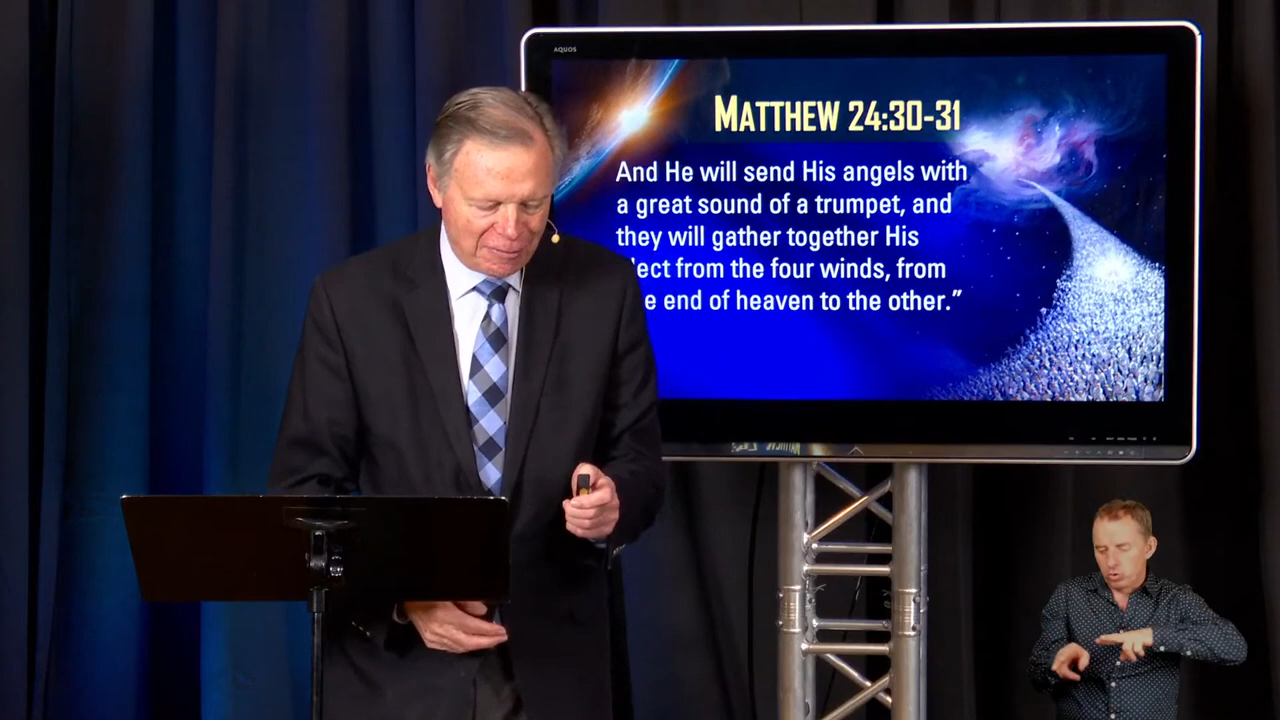 AQUOS
MATTHEW 24:30-31
And He will send His angels with
a great sound of a trumpet, and
they will gather together His
lect from the four winds, from
e end of heaven to the other.”